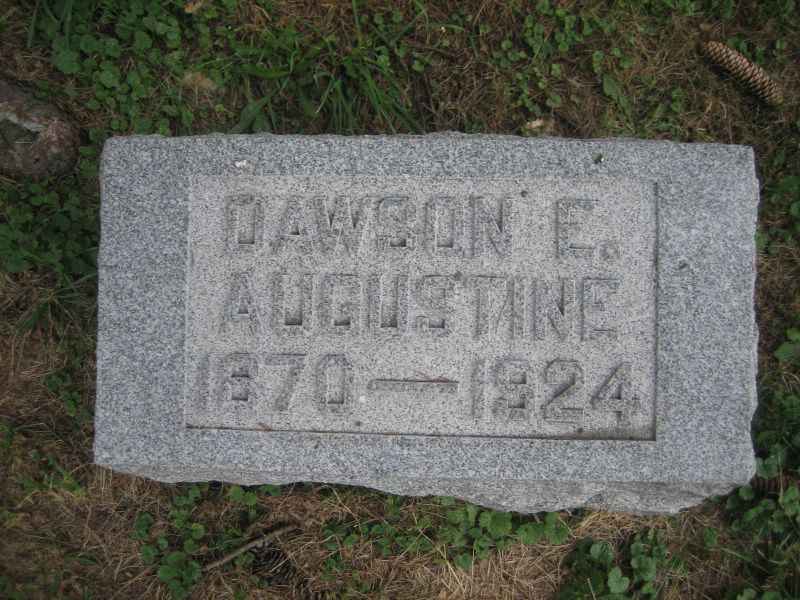 DAWSON E.
AUGUSTINE
1870 — 1924